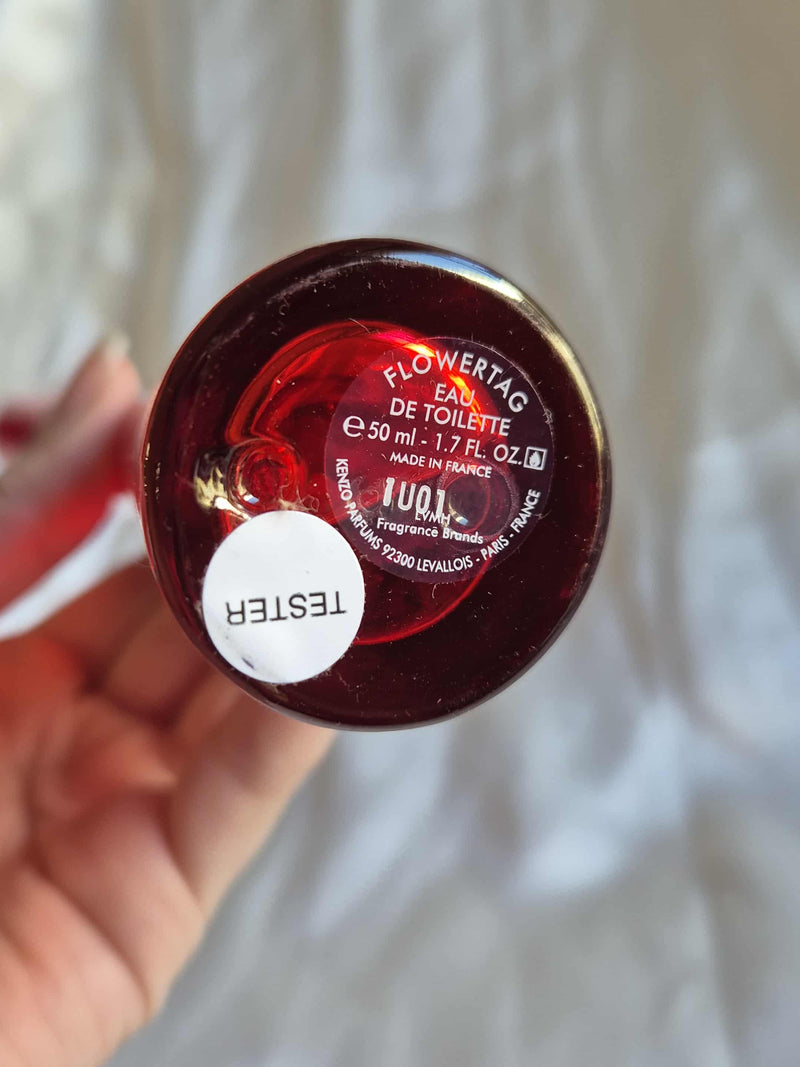 FLOWERTAG
EAU
DE TOILETTE
℮ 50 ml - 1.7 FL. OZ.
MADE IN FRANCE
1U01
LVMH
Fragrance Brands
KENZO PARFUMS 92300 LEVALLOIS - PARIS - FRANCE
TESTER